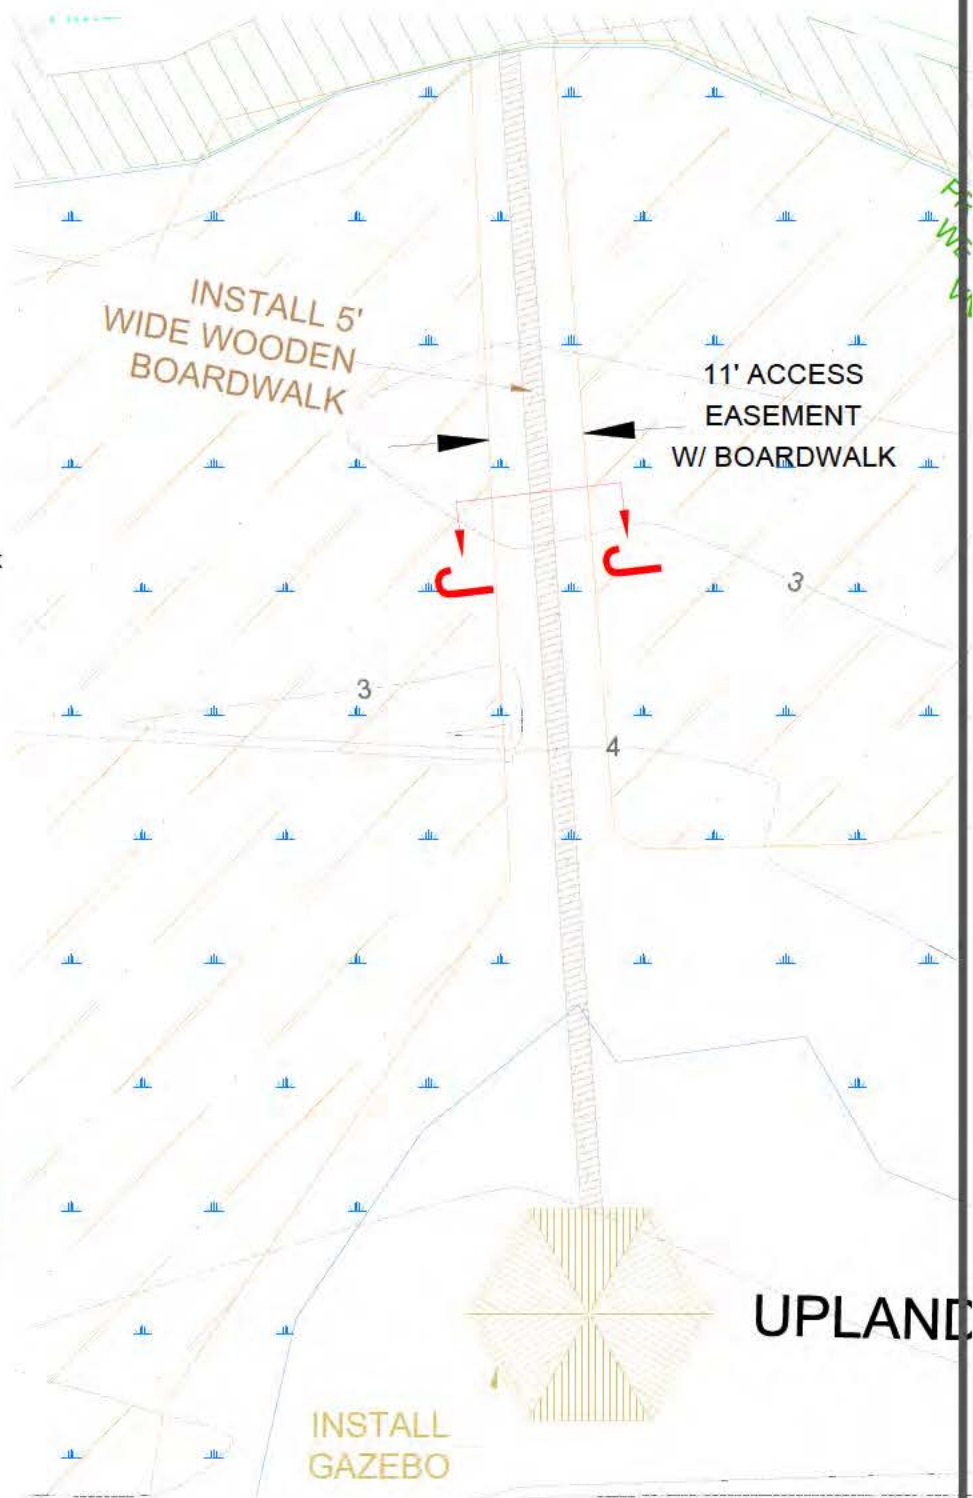 INSTALL 5'
WIDE WOODEN
BOARDWALK
11' ACCESS
EASEMENT
W/ BOARDWALK
J
J
3
3
4
UPLAND
INSTALL
GAZEBO